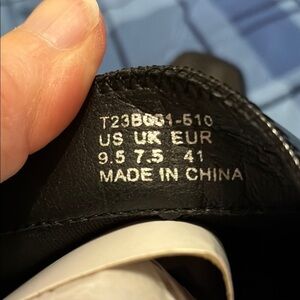 T23B001-510
US UK EUR
9.5 7.5 41
MADE IN CHINA